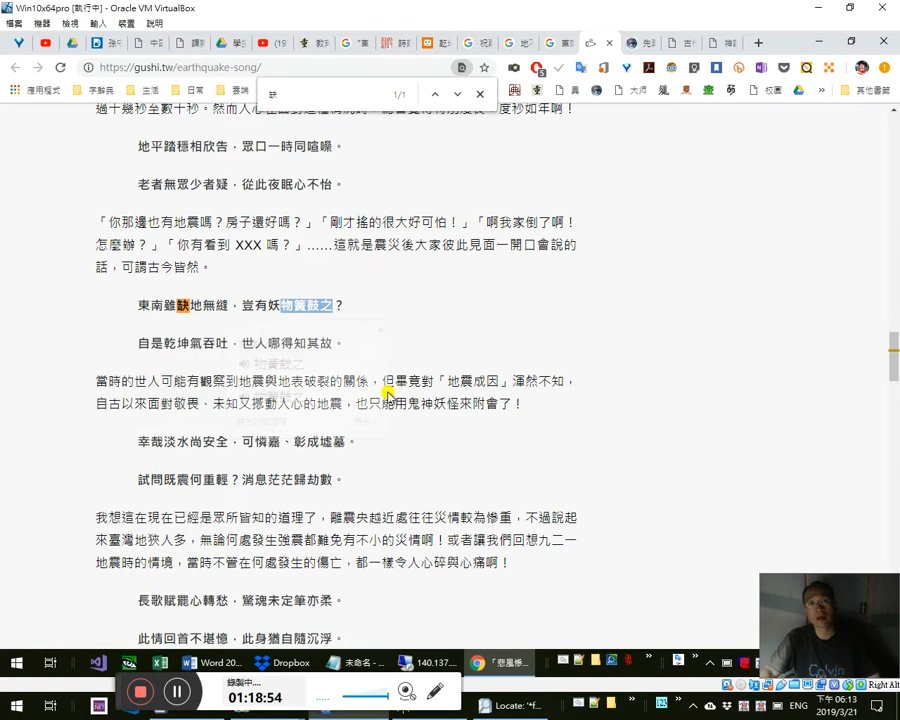 Win10x64pro [執行中] - Oracle VM VirtualBox
檔案 機器 檢視 輸入 裝置 說明
https://gushi.tw/earthquake-song/
缺 1/1
應用程式 字辭典 生活 日常 雲端 大師 校園 其他書籤
地平踏穩相欣告，眾口一時同喧噪。
老者無眾少者疑，從此夜眠心不怡。
「你那邊也有地震嗎？房子還好嗎？」「剛才搖的很大好可怕！」「啊我家倒了啊！
怎麼辦？」「你有看到 XXX 嗎？」……這就是震災後大家彼此見面一開口會說的
話，可謂古今皆然。
東南雖缺地無縫，豈有妖物簧鼓之？
自是乾坤氣吞吐，世人哪得知其故。
當時的世人可能有觀察到地震與地表破裂的關係，但畢竟對「地震成因」渾然不知，
自古以來面對敬畏、未知又撼動人心的地震，也只能用鬼神妖怪來附會了！
幸哉淡水尚安全，可憐嘉、彰成墟墓。
試問既震何重輕？消息茫茫歸劫數。
我想這在現在已經是眾所皆知的道理了，離震央越近處往往災情較為慘重，不過說起
來臺灣地狹人多，無論何處發生強震都難免有不小的災情啊！或者讓我們回想九二一
地震時的情境，當時不管在何處發生的傷亡，都一樣令人心碎與心痛啊！
長歌賦罷心轉愁，驚魂未定筆亦柔。
此情回首不堪憶，此身猶自隨沉浮。
Word 20... Dropbox 未命名 - ... 140.137....
Right Alt
錄製中...
01:18:54
Locate: '*f...
下午 06:13
2019/3/21